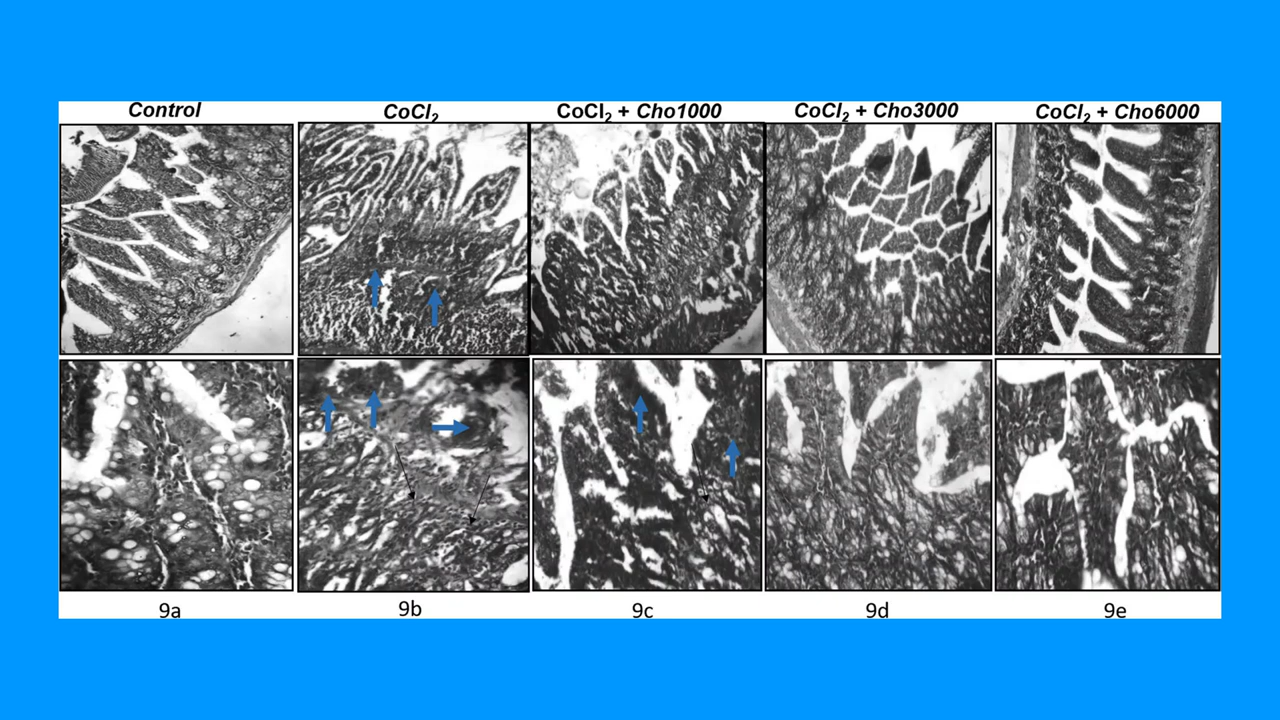 Control
CoCl₂
CoCl₂ + Cho1000
CoCl₂ + Cho3000
CoCl₂ + Cho6000
9a
9b
9c
9d
9e